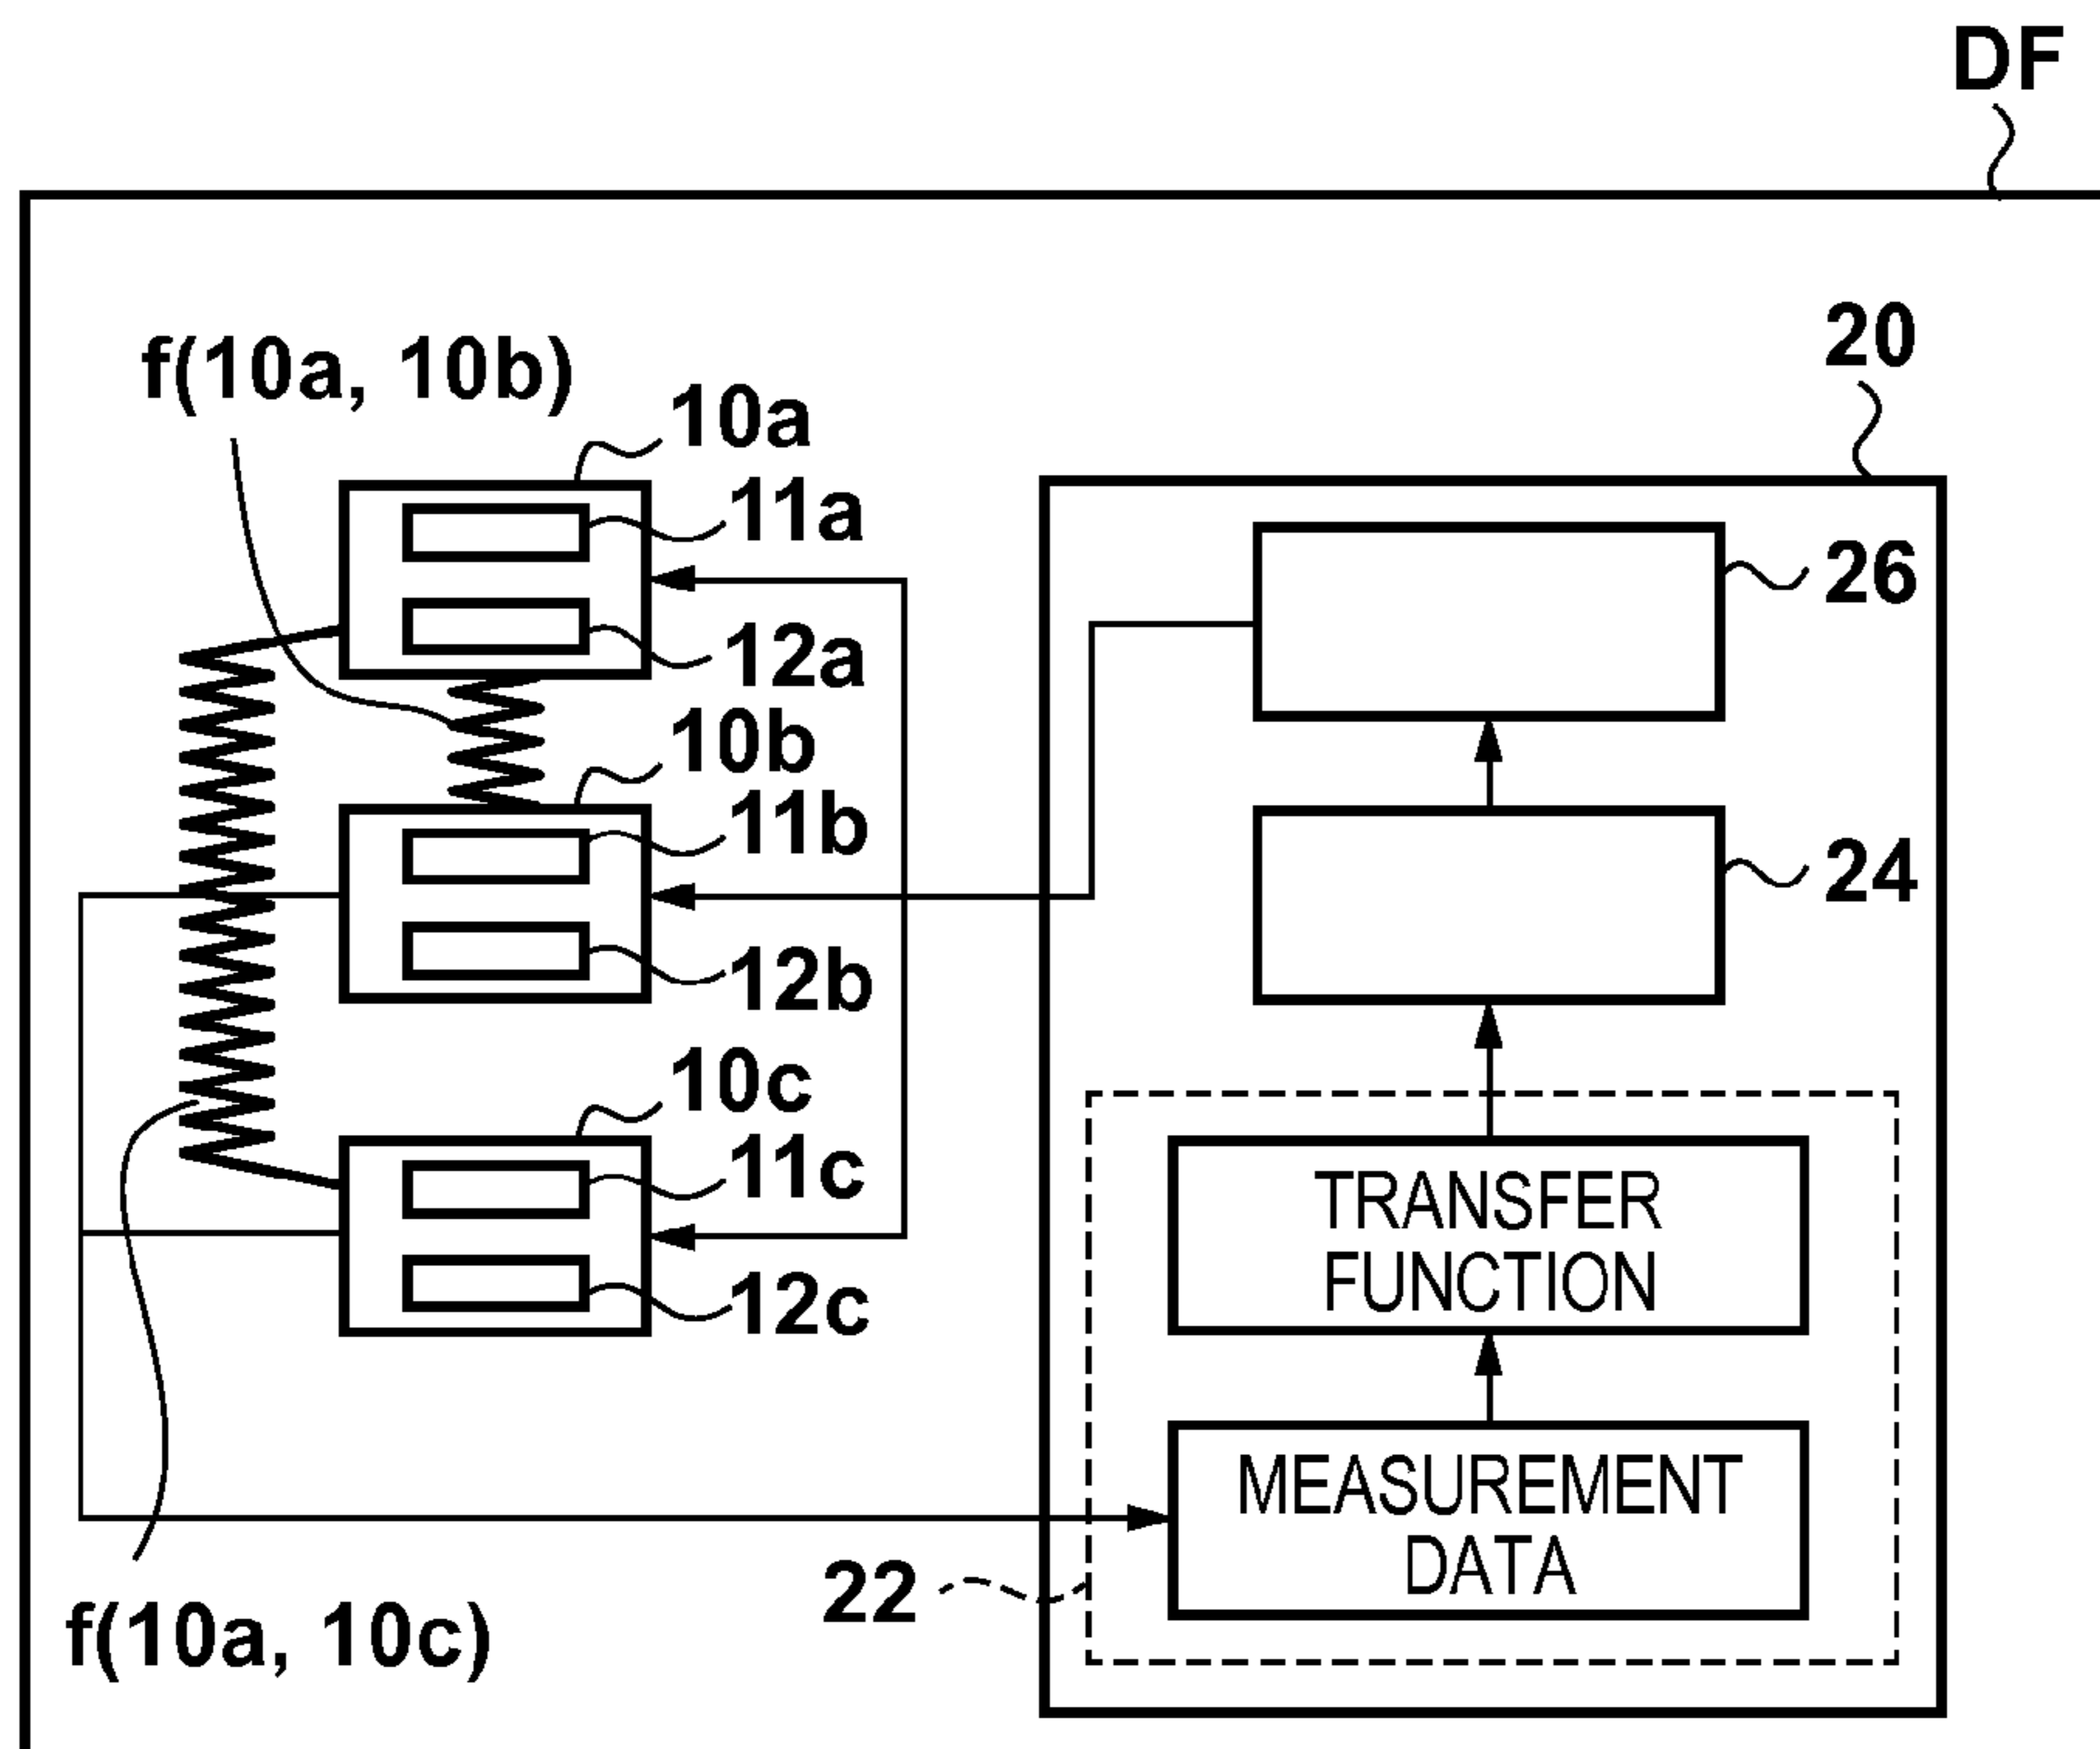 DF
20
f(10a, 10b)
10a
11a
12a
26
10b
11b
12b
24
10c
11c
12c
TRANSFER
FUNCTION
MEASUREMENT
DATA
22
f(10a, 10c)